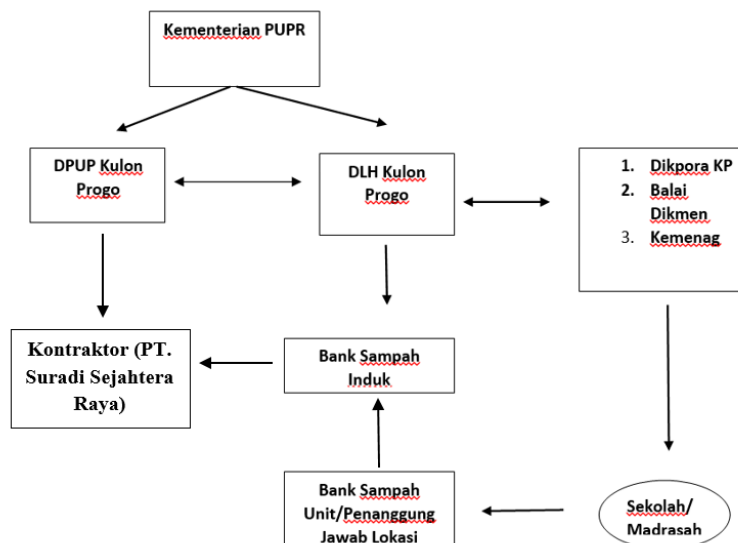 Kementerian PUPR
DPUP Kulon
Progo
DLH Kulon
Progo
1. Dikpora KP
2. Balai
Dikmen
3. Kemenag
Kontraktor (PT.
Suradi Sejahtera
Raya)
Bank Sampah
Induk
Bank Sampah
Unit/Penanggung
Jawab Lokasi
Sekolah/
Madrasah